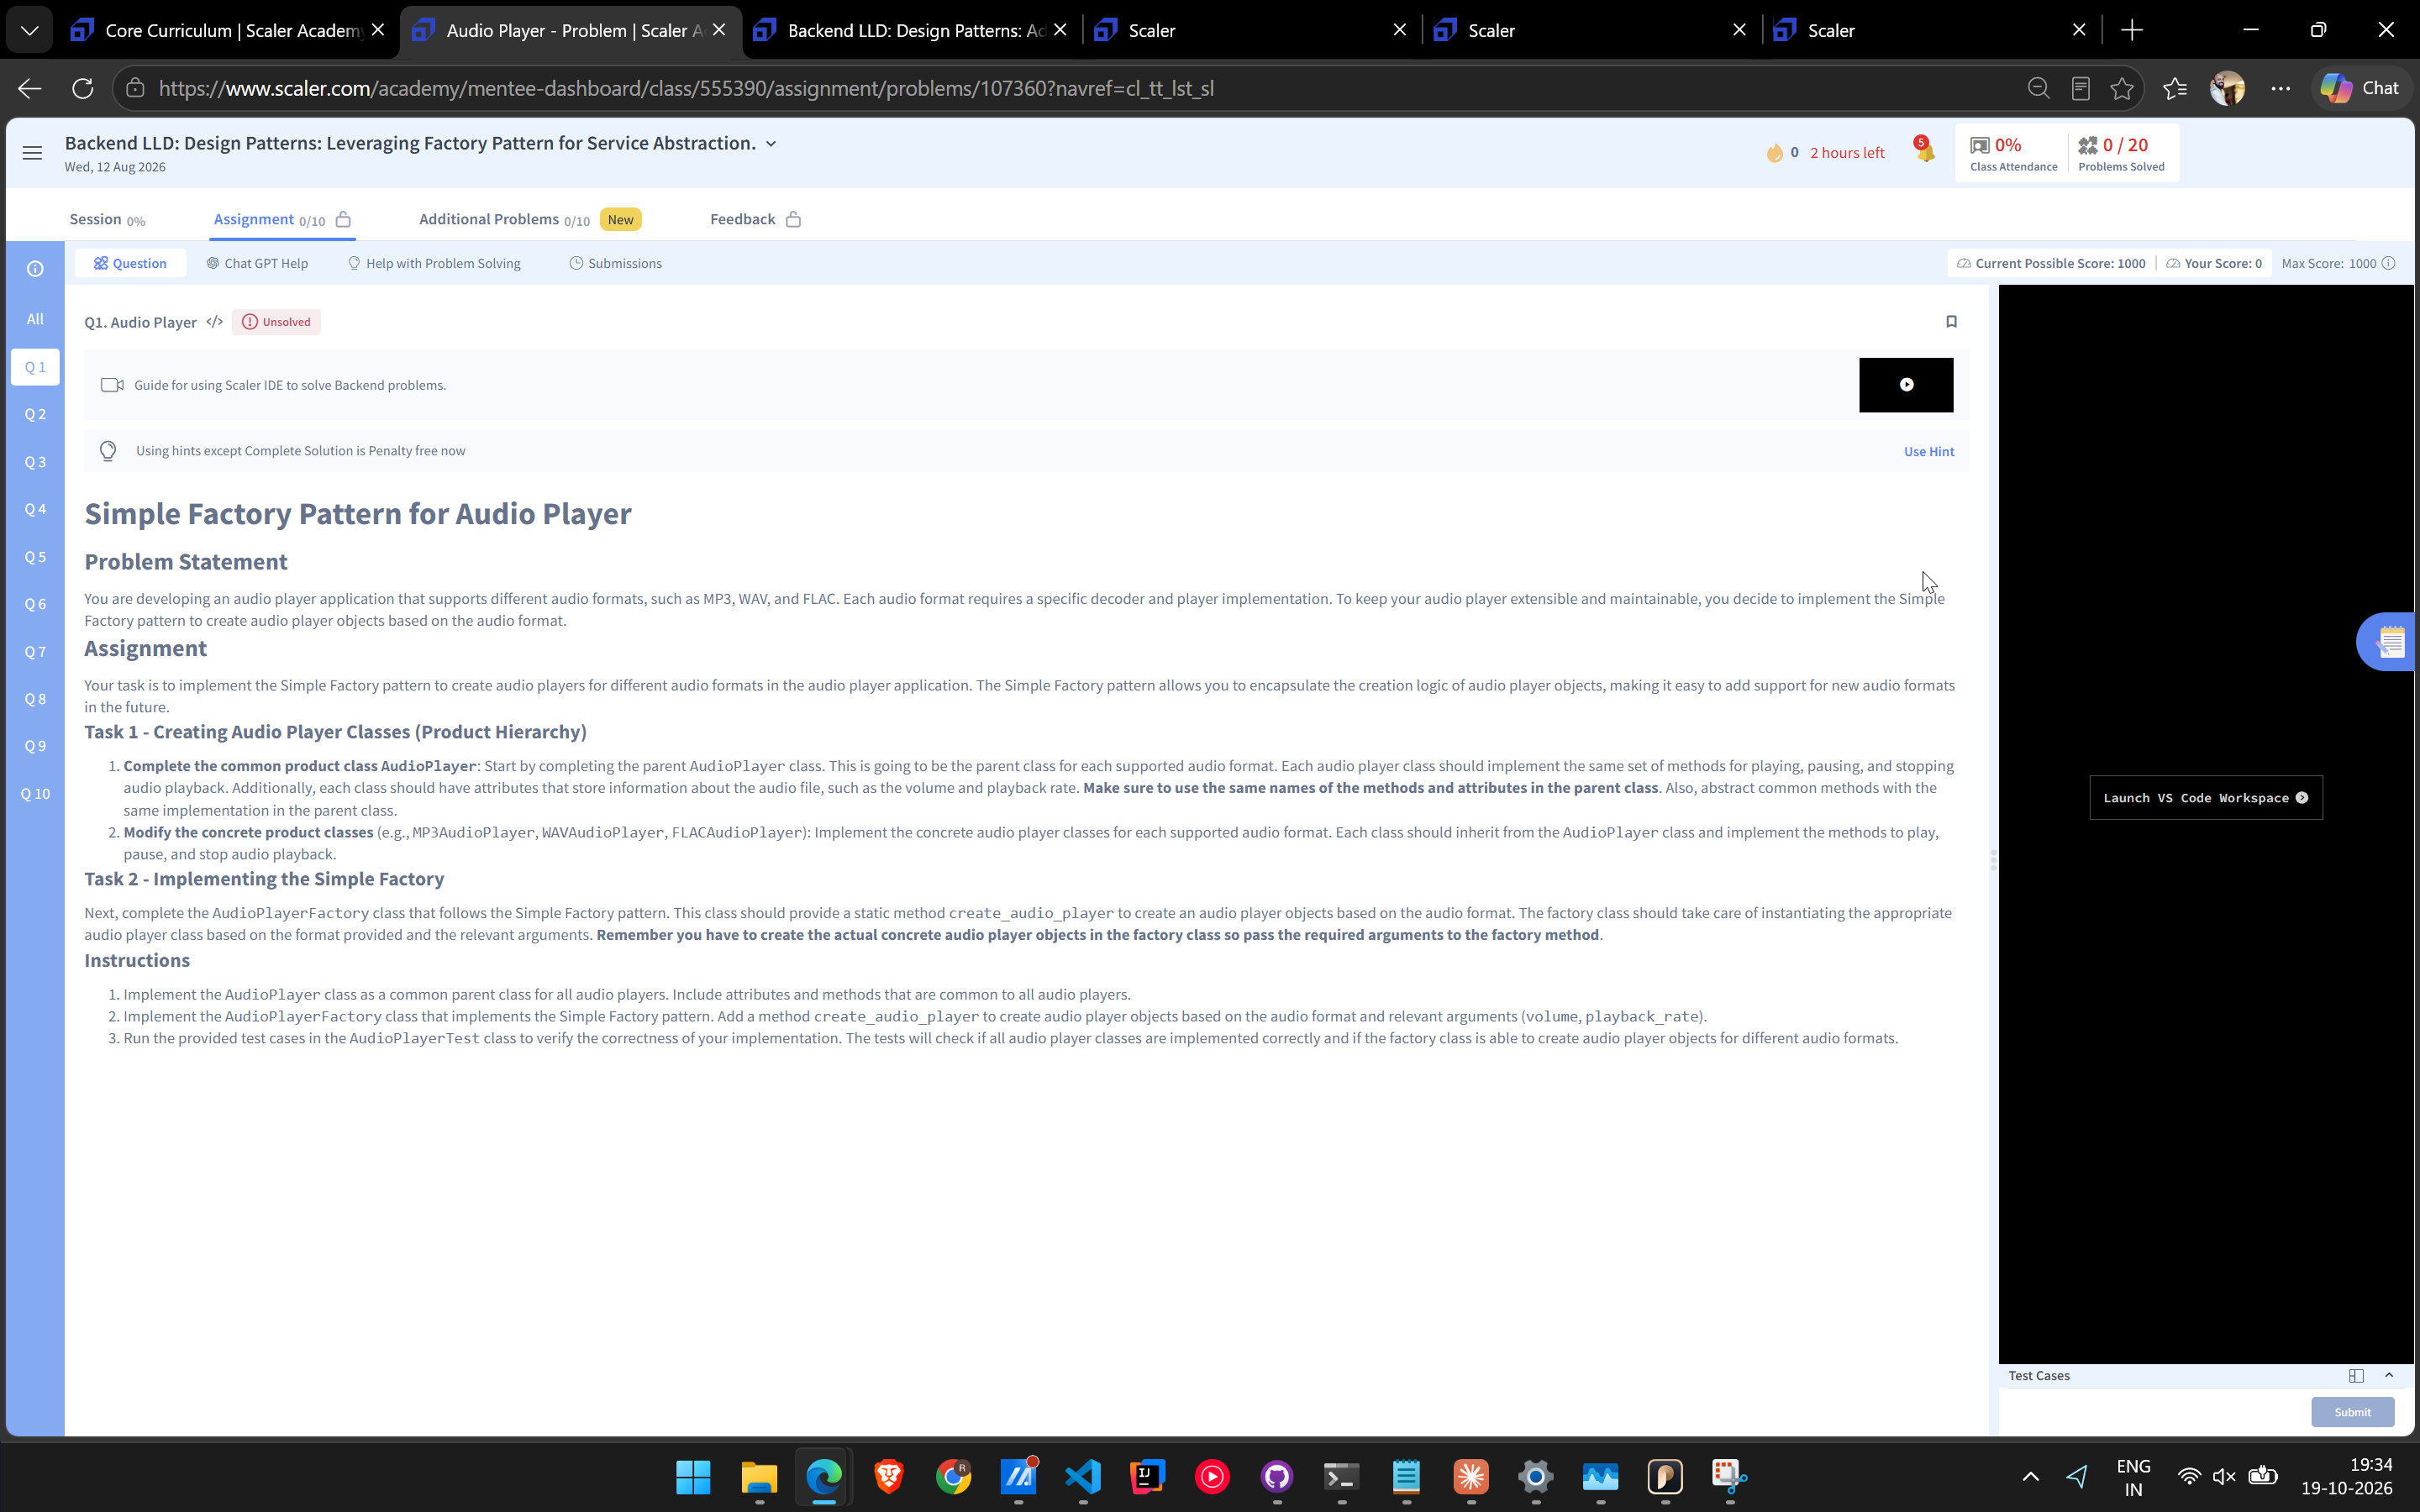 Core Curriculum | Scaler Academy
Audio Player - Problem | Scaler A
Backend LLD: Design Patterns: Ad
Scaler
Scaler
Scaler
https://www.scaler.com/academy/mentee-dashboard/class/555390/assignment/problems/107360?navref=cl_tt_lst_sl
Chat
Backend LLD: Design Patterns: Leveraging Factory Pattern for Service Abstraction.
Wed, 12 Aug 2026
0 2 hours left
5
0%
Class Attendance
0 / 20
Problems Solved
Session 0%
Assignment 0/10
Additional Problems 0/10 New
Feedback
Question
Chat GPT Help
Help with Problem Solving
Submissions
Current Possible Score: 1000
Your Score: 0
Max Score: 1000
All
Q 1
Q 2
Q 3
Q 4
Q 5
Q 6
Q 7
Q 8
Q 9
Q 10
Q1. Audio Player </> Unsolved
Guide for using Scaler IDE to solve Backend problems.
Using hints except Complete Solution is Penalty free now
Use Hint
Simple Factory Pattern for Audio Player
Problem Statement
You are developing an audio player application that supports different audio formats, such as MP3, WAV, and FLAC. Each audio format requires a specific decoder and player implementation. To keep your audio player extensible and maintainable, you decide to implement the Simple
Factory pattern to create audio player objects based on the audio format.
Assignment
Your task is to implement the Simple Factory pattern to create audio players for different audio formats in the audio player application. The Simple Factory pattern allows you to encapsulate the creation logic of audio player objects, making it easy to add support for new audio formats
in the future.
Task 1 - Creating Audio Player Classes (Product Hierarchy)
1. Complete the common product class AudioPlayer: Start by completing the parent AudioPlayer class. This is going to be the parent class for each supported audio format. Each audio player class should implement the same set of methods for playing, pausing, and stopping
audio playback. Additionally, each class should have attributes that store information about the audio file, such as the volume and playback rate. Make sure to use the same names of the methods and attributes in the parent class. Also, abstract common methods with the
same implementation in the parent class.
2. Modify the concrete product classes (e.g., MP3AudioPlayer, WAVAudioPlayer, FLACAudioPlayer): Implement the concrete audio player classes for each supported audio format. Each class should inherit from the AudioPlayer class and implement the methods to play,
pause, and stop audio playback.
Task 2 - Implementing the Simple Factory
Next, complete the AudioPlayerFactory class that follows the Simple Factory pattern. This class should provide a static method create_audio_player to create an audio player objects based on the audio format. The factory class should take care of instantiating the appropriate
audio player class based on the format provided and the relevant arguments. Remember you have to create the actual concrete audio player objects in the factory class so pass the required arguments to the factory method.
Instructions
1. Implement the AudioPlayer class as a common parent class for all audio players. Include attributes and methods that are common to all audio players.
2. Implement the AudioPlayerFactory class that implements the Simple Factory pattern. Add a method create_audio_player to create audio player objects based on the audio format and relevant arguments (volume, playback_rate).
3. Run the provided test cases in the AudioPlayerTest class to verify the correctness of your implementation. The tests will check if all audio player classes are implemented correctly and if the factory class is able to create audio player objects for different audio formats.
Launch VS Code Workspace
Test Cases
Submit
R
IJ
ENG
IN
19:34
19-10-2026